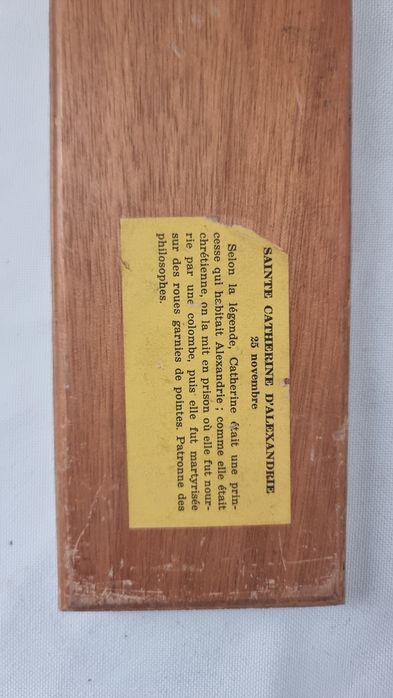 SAINTE CATHERINE D'ALEXANDRIE
25 novembre
Selon la légende, Catherine était une prin-
cesse qui habitait Alexandrie ; comme elle était
chrétienne, on la mit en prison où elle fut nour-
rie par une colombe, puis elle fut martyrisée
sur des roues garnies de pointes. Patronne des
philosophes.